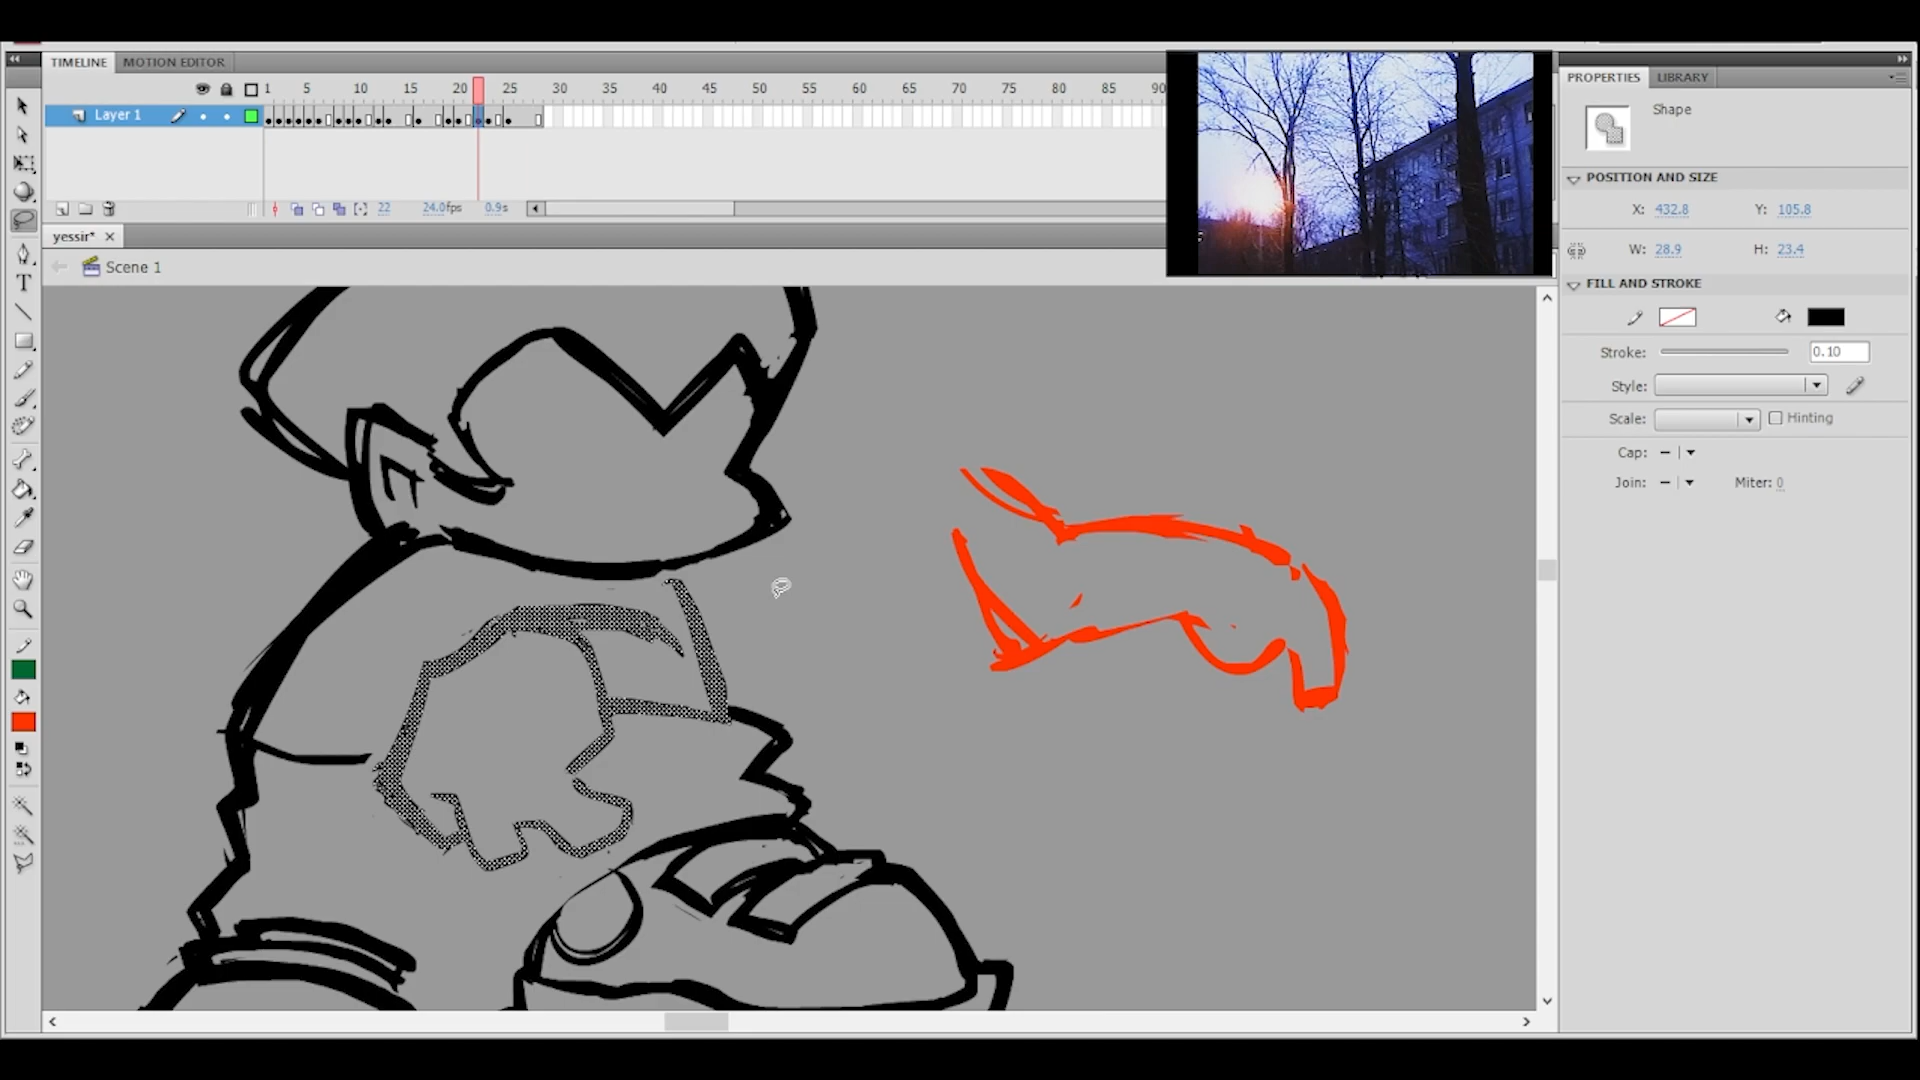 TIMELINE MOTION EDITOR
PROPERTIES LIBRARY
1 5 10 15 20 25 30 35 40 45 50 55 60 65 70 75 80 85 90
Layer 1
Shape
POSITION AND SIZE
X: 432.8 Y: 105.8
W: 28.9 H: 23.4
22 24.0fps 0.9s
yessir*
Scene 1
FILL AND STROKE
Stroke: 0.10
Style:
Scale: Hinting
Cap:
Join: Miter: 0
T